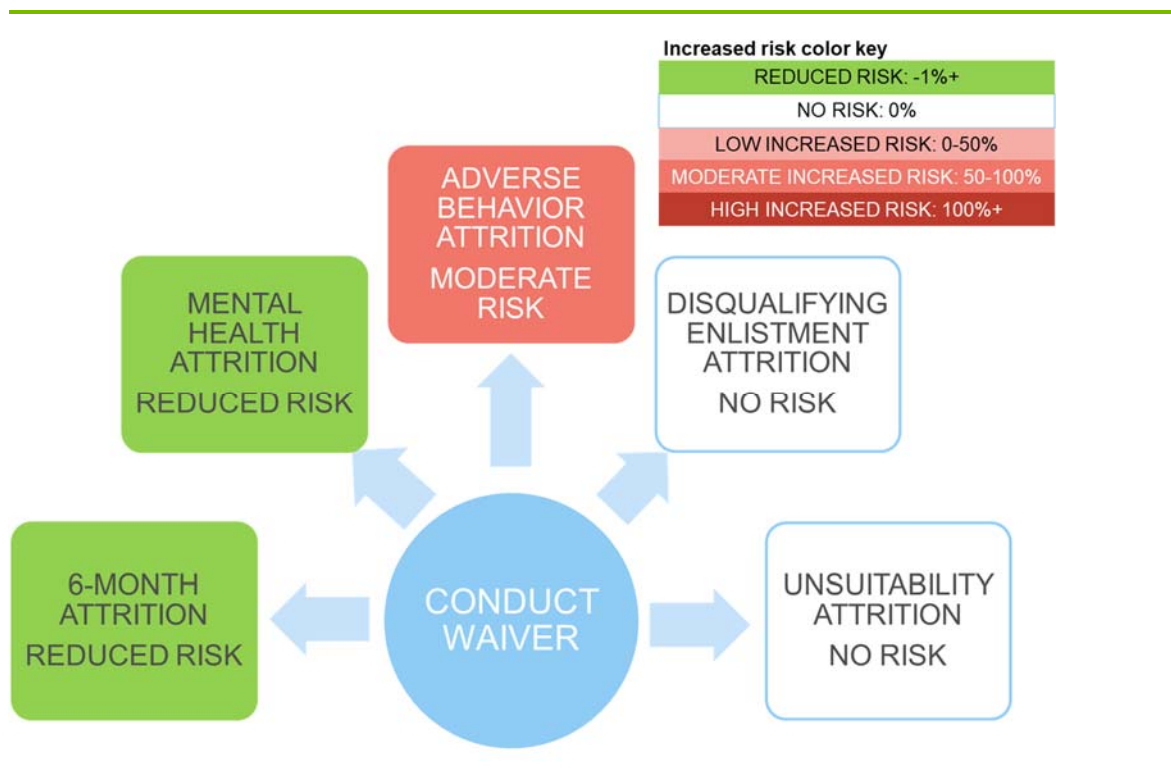 Increased risk color key
REDUCED RISK: -1%+
NO RISK: 0%
LOW INCREASED RISK: 0-50%
MODERATE INCREASED RISK: 50-100%
HIGH INCREASED RISK: 100%+
ADVERSE
BEHAVIOR
ATTRITION
MODERATE
RISK
MENTAL
HEALTH
ATTRITION
REDUCED RISK
DISQUALIFYING
ENLISTMENT
ATTRITION
NO RISK
6-MONTH
ATTRITION
REDUCED RISK
CONDUCT
WAIVER
UNSUITABILITY
ATTRITION
NO RISK